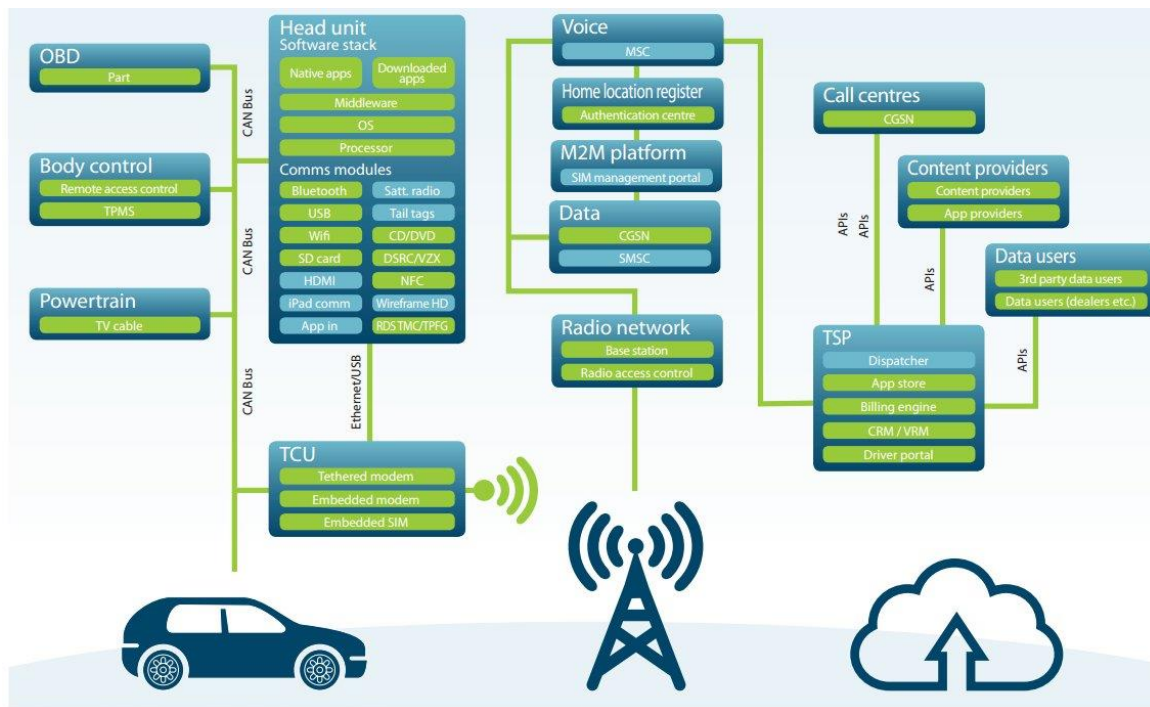 OBD
Part
CAN Bus
Body control
Remote access control
TPMS
CAN Bus
Powertrain
TV cable
CAN Bus
Head unit
Software stack
Native apps
Downloaded
apps
Middleware
OS
Processor
Comms modules
Bluetooth
Satt. radio
USB
Tail tags
Wifi
CD/DVD
SD card
DSRC/VZX
HDMI
NFC
iPad comm
Wireframe HD
App in
RDS TMC/TPFG
Ethernet/USB
TCU
Tethered modem
Embedded modem
Embedded SIM
Voice
MSC
Home location register
Authentication centre
M2M platform
SIM management portal
Data
CGSN
SMSC
Radio network
Base station
Radio access control
Call centres
CGSN
APIs
APIs
Content providers
Content providers
App providers
APIs
Data users
3rd party data users
Data users (dealers etc.)
APIs
TSP
Dispatcher
App store
Billing engine
CRM / VRM
Driver portal